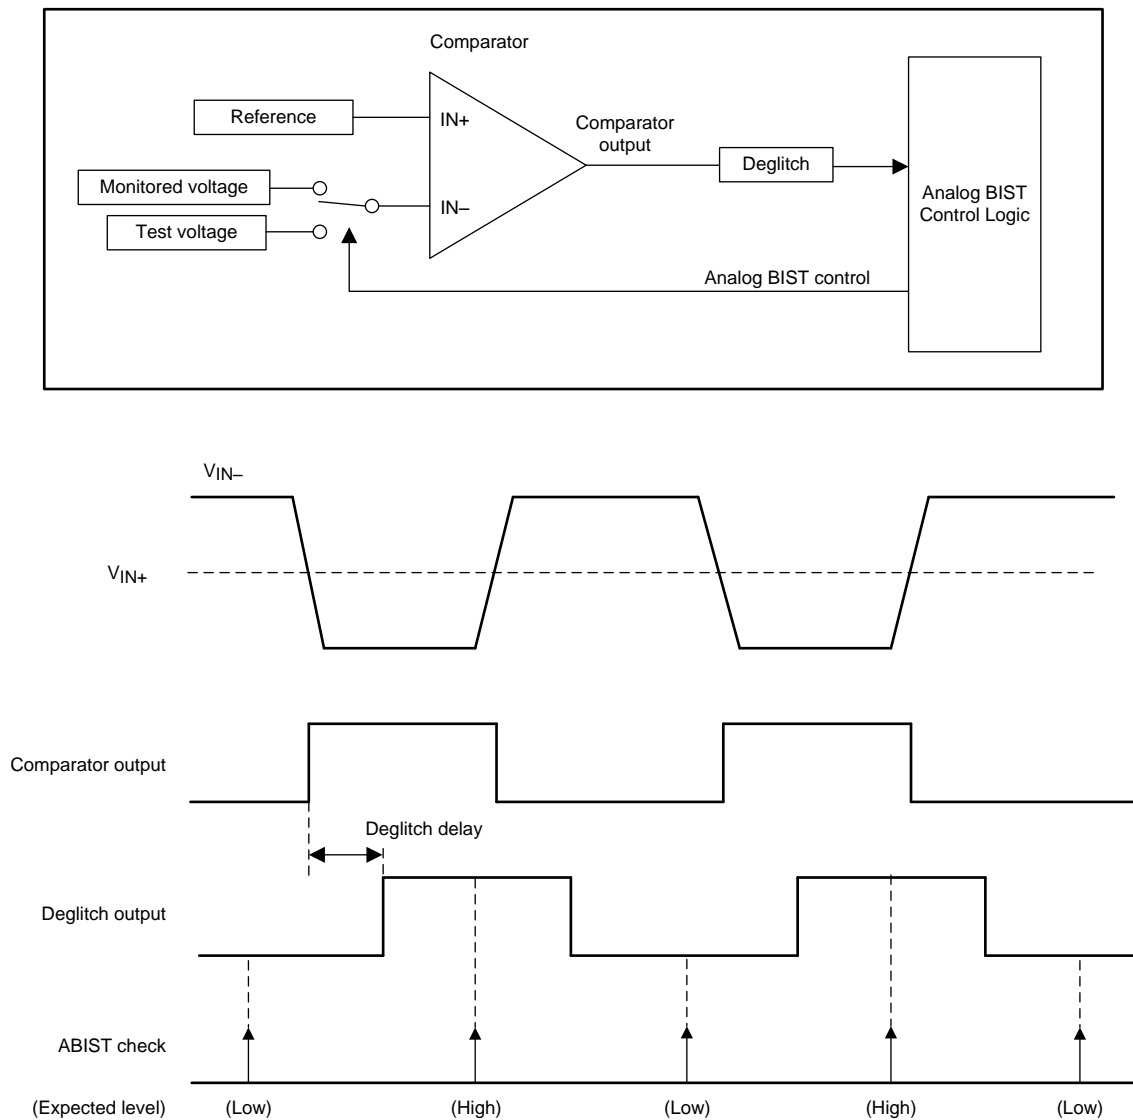 Comparator
Reference
IN+
Comparator
output
Deglitch
Monitored voltage
Analog BIST
Control Logic
IN–
Test voltage
Analog BIST control
VIN–
VIN+
Comparator output
Deglitch delay
Deglitch output
ABIST check
(Expected level) (Low) (High) (Low) (High) (Low)